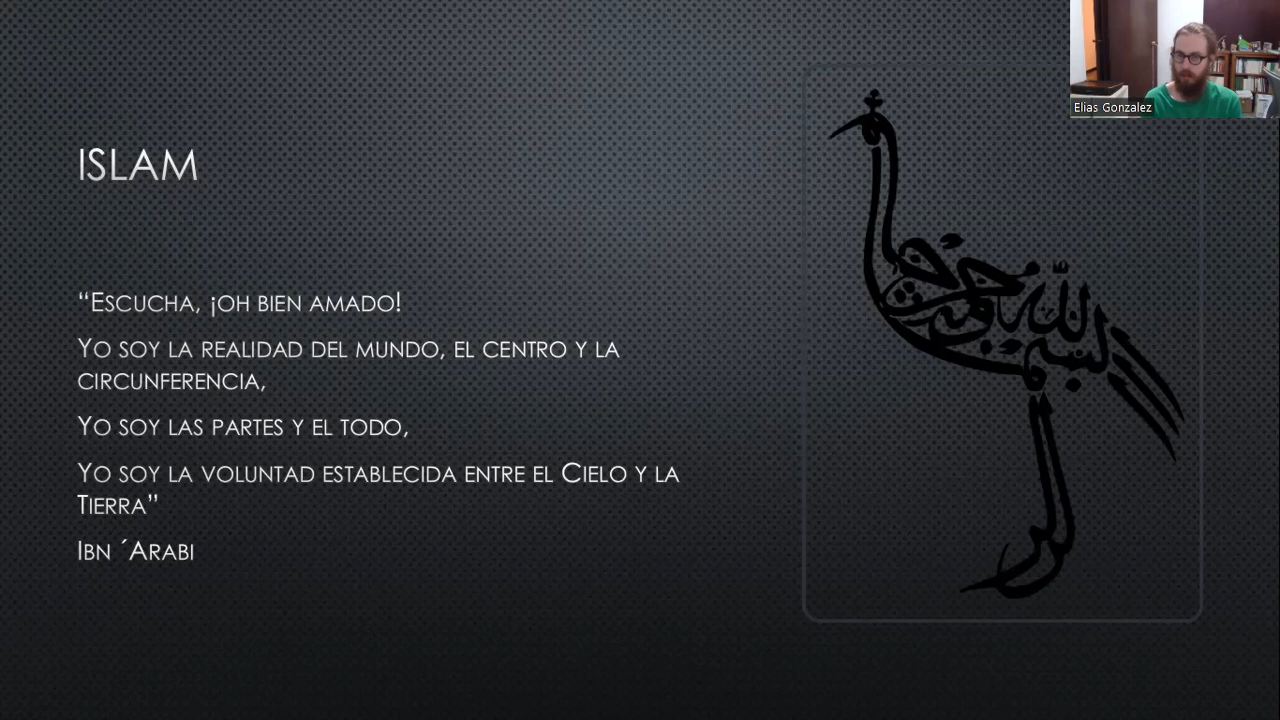 Elias Gonzalez
ISLAM
“Escucha, ¡oh bien amado!
Yo soy la realidad del mundo, el centro y la
circunferencia,
Yo soy las partes y el todo,
Yo soy la voluntad establecida entre el Cielo y la
Tierra”
Ibn ´Arabi